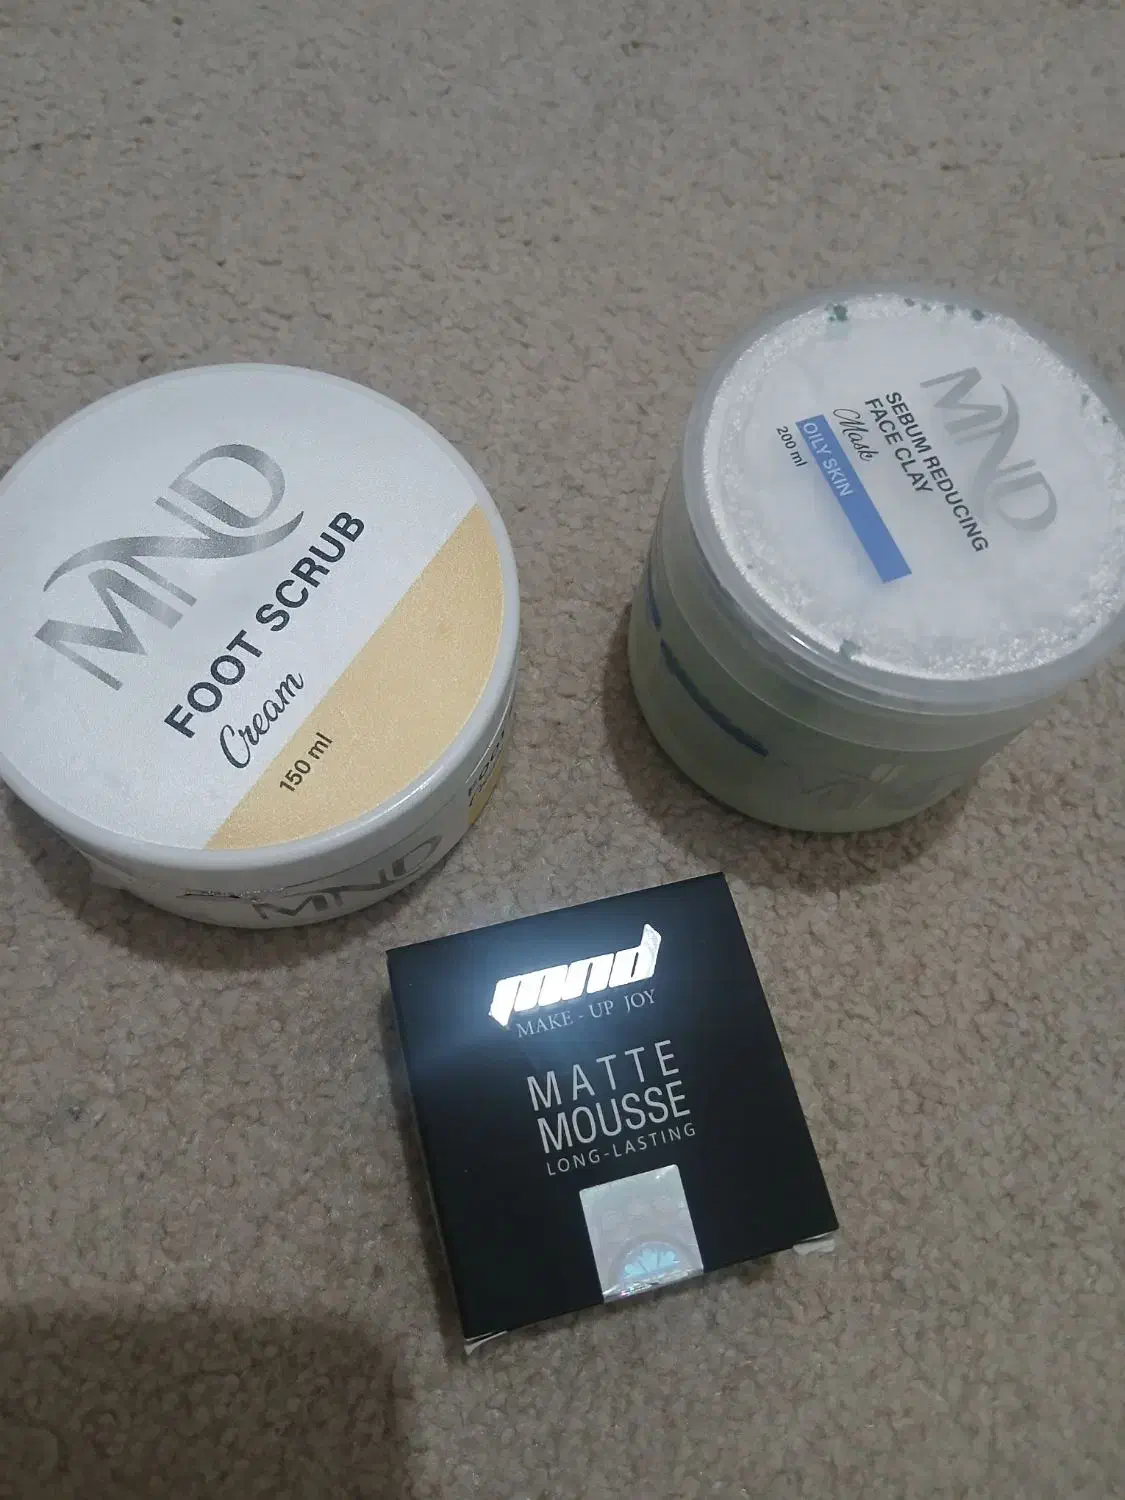 MND
FOOT SCRUB
Cream
150 ml
MND
MND
SEBUM REDUCING
FACE CLAY
Mask
OILY SKIN
200 ml
mnd
MAKE-UP JOY
MATTE
MOUSSE
LONG-LASTING